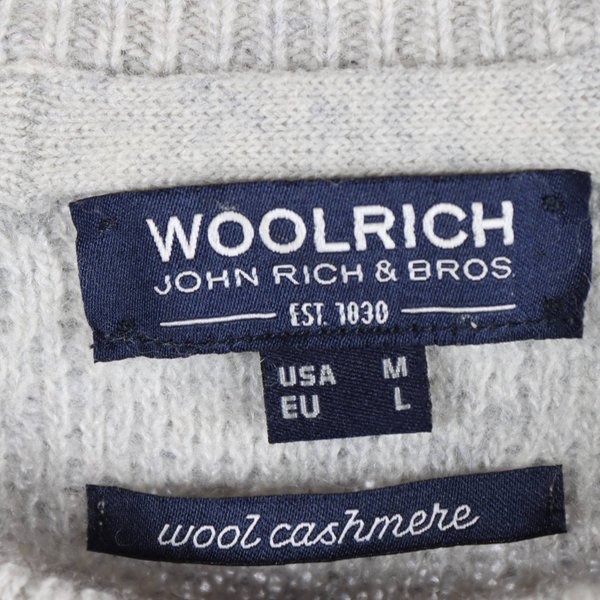 WOOLRICH
JOHN RICH & BROS
EST. 1830
USA M
EU L
wool cashmere